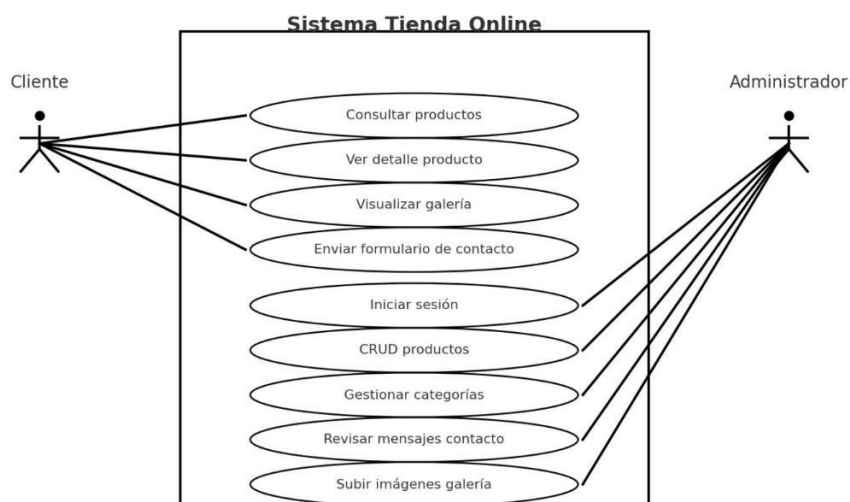 Sistema Tienda Online
Cliente
Administrador
Consultar productos
Ver detalle producto
Visualizar galería
Enviar formulario de contacto
Iniciar sesión
CRUD productos
Gestionar categorías
Revisar mensajes contacto
Subir imágenes galería